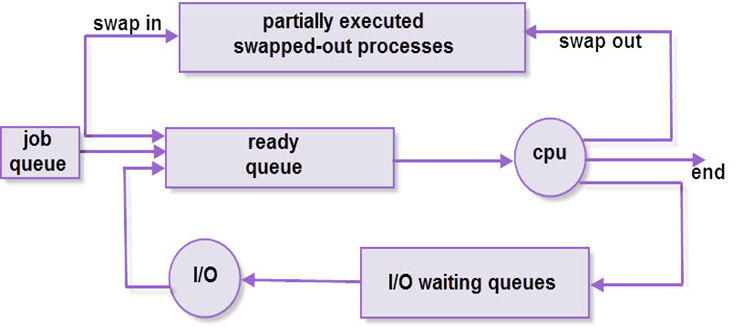 swap in
partially executed
swapped-out processes
swap out
job
queue
ready
queue
cpu
end
I/O
I/O waiting queues